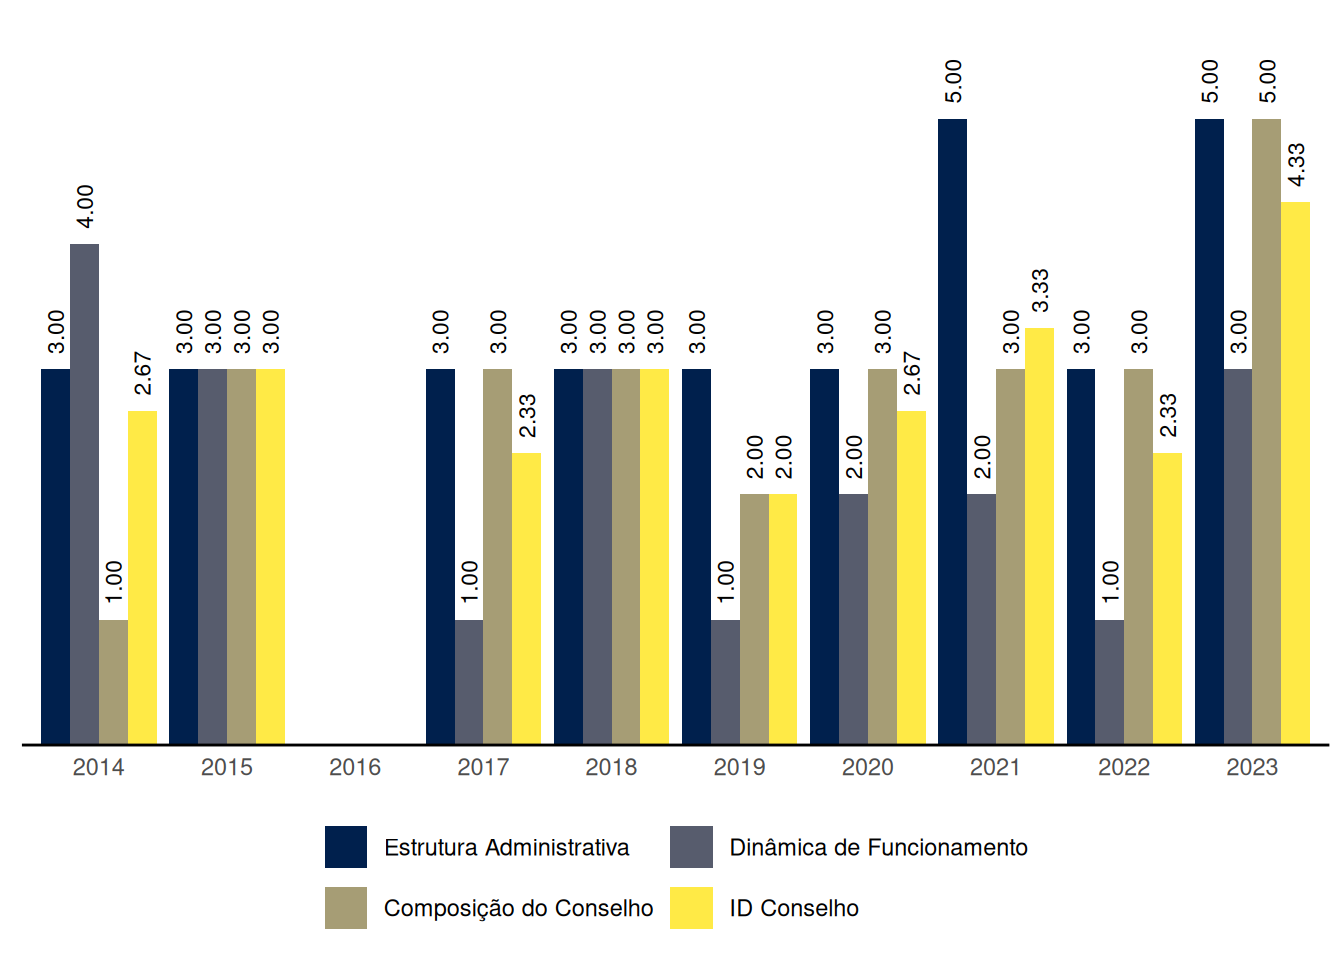 5.00 5.00 5.00
4.33
4.00
3.33
3.00 3.00 3.00 3.00 3.00 3.00 3.00 3.00 3.00 3.00 3.00 3.00 3.00 3.00 3.00 3.00 3.00 3.00
2.67 2.67
2.33 2.33
2.00 2.00 2.00 2.00
1.00 1.00 1.00 1.00
2014 2015 2016 2017 2018 2019 2020 2021 2022 2023
Estrutura Administrativa Dinâmica de Funcionamento
Composição do Conselho ID Conselho